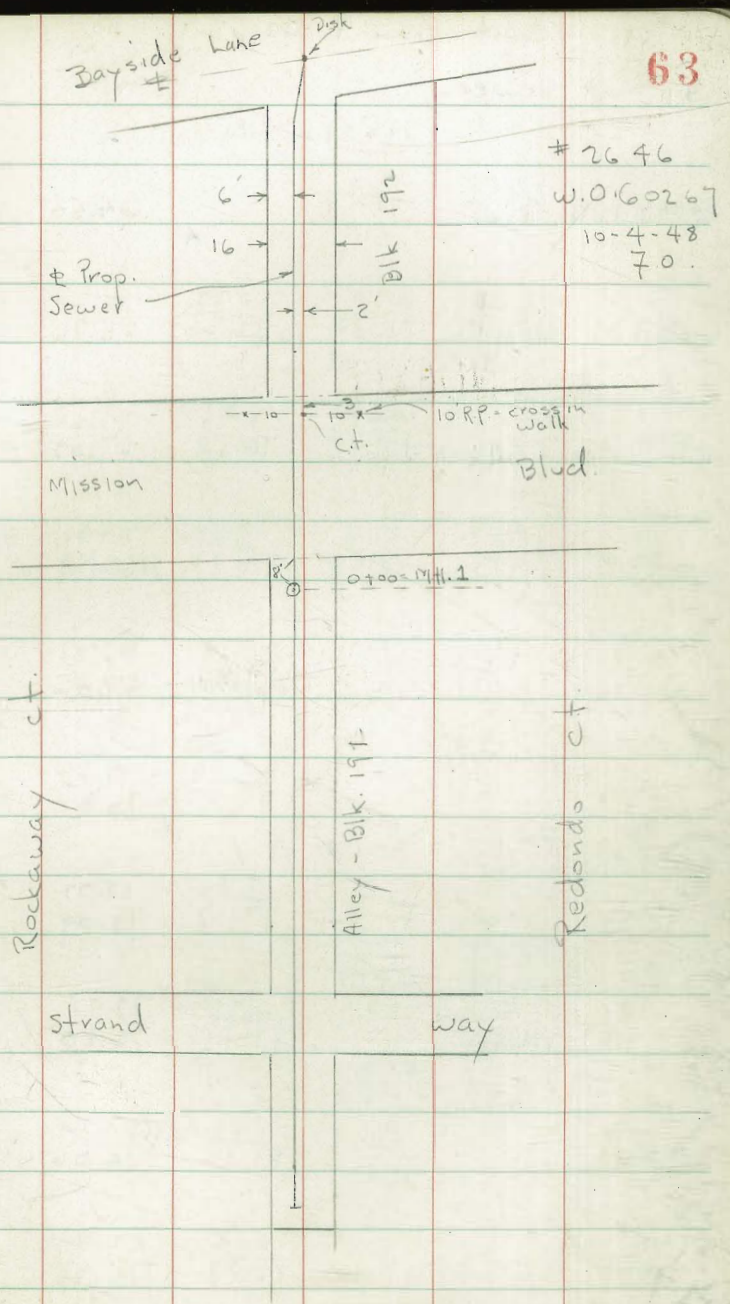 63
Disk
Bayside Lane
℄
# 2646
W.O. 60267
10-4-48
7.0.
6'
16
Blk 192
℄ Prop.
Sewer
2'
3
x-10
10 x
10' R.P. = cross in
walk
C.t.
Mission
Blvd.
8'
0+00 = M.H. 1
Rockaway ct.
Alley - Blk. 191
Redondo ct.
Strand
way